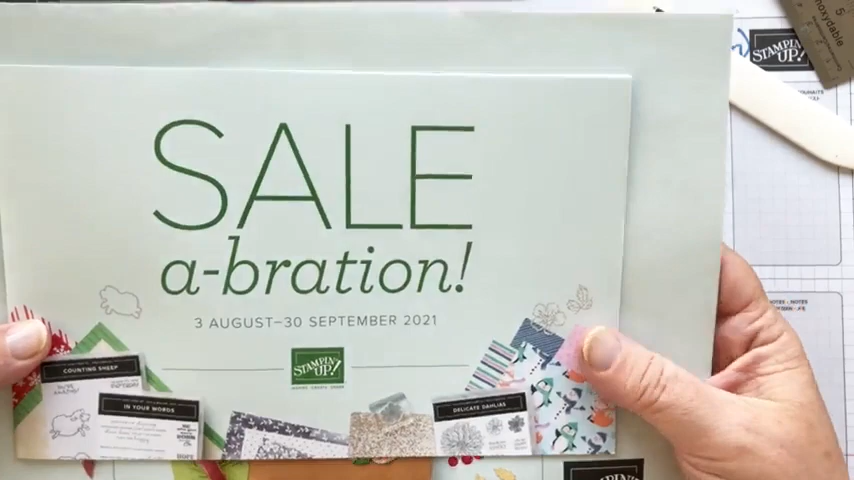 SALE
a-bration!
3 AUGUST–30 SEPTEMBER 2021
STAMPIN' UP!
COUNTING SHEEP
IN YOUR WORDS
DELICATE DAHLIAS
STAMPIN' UP!